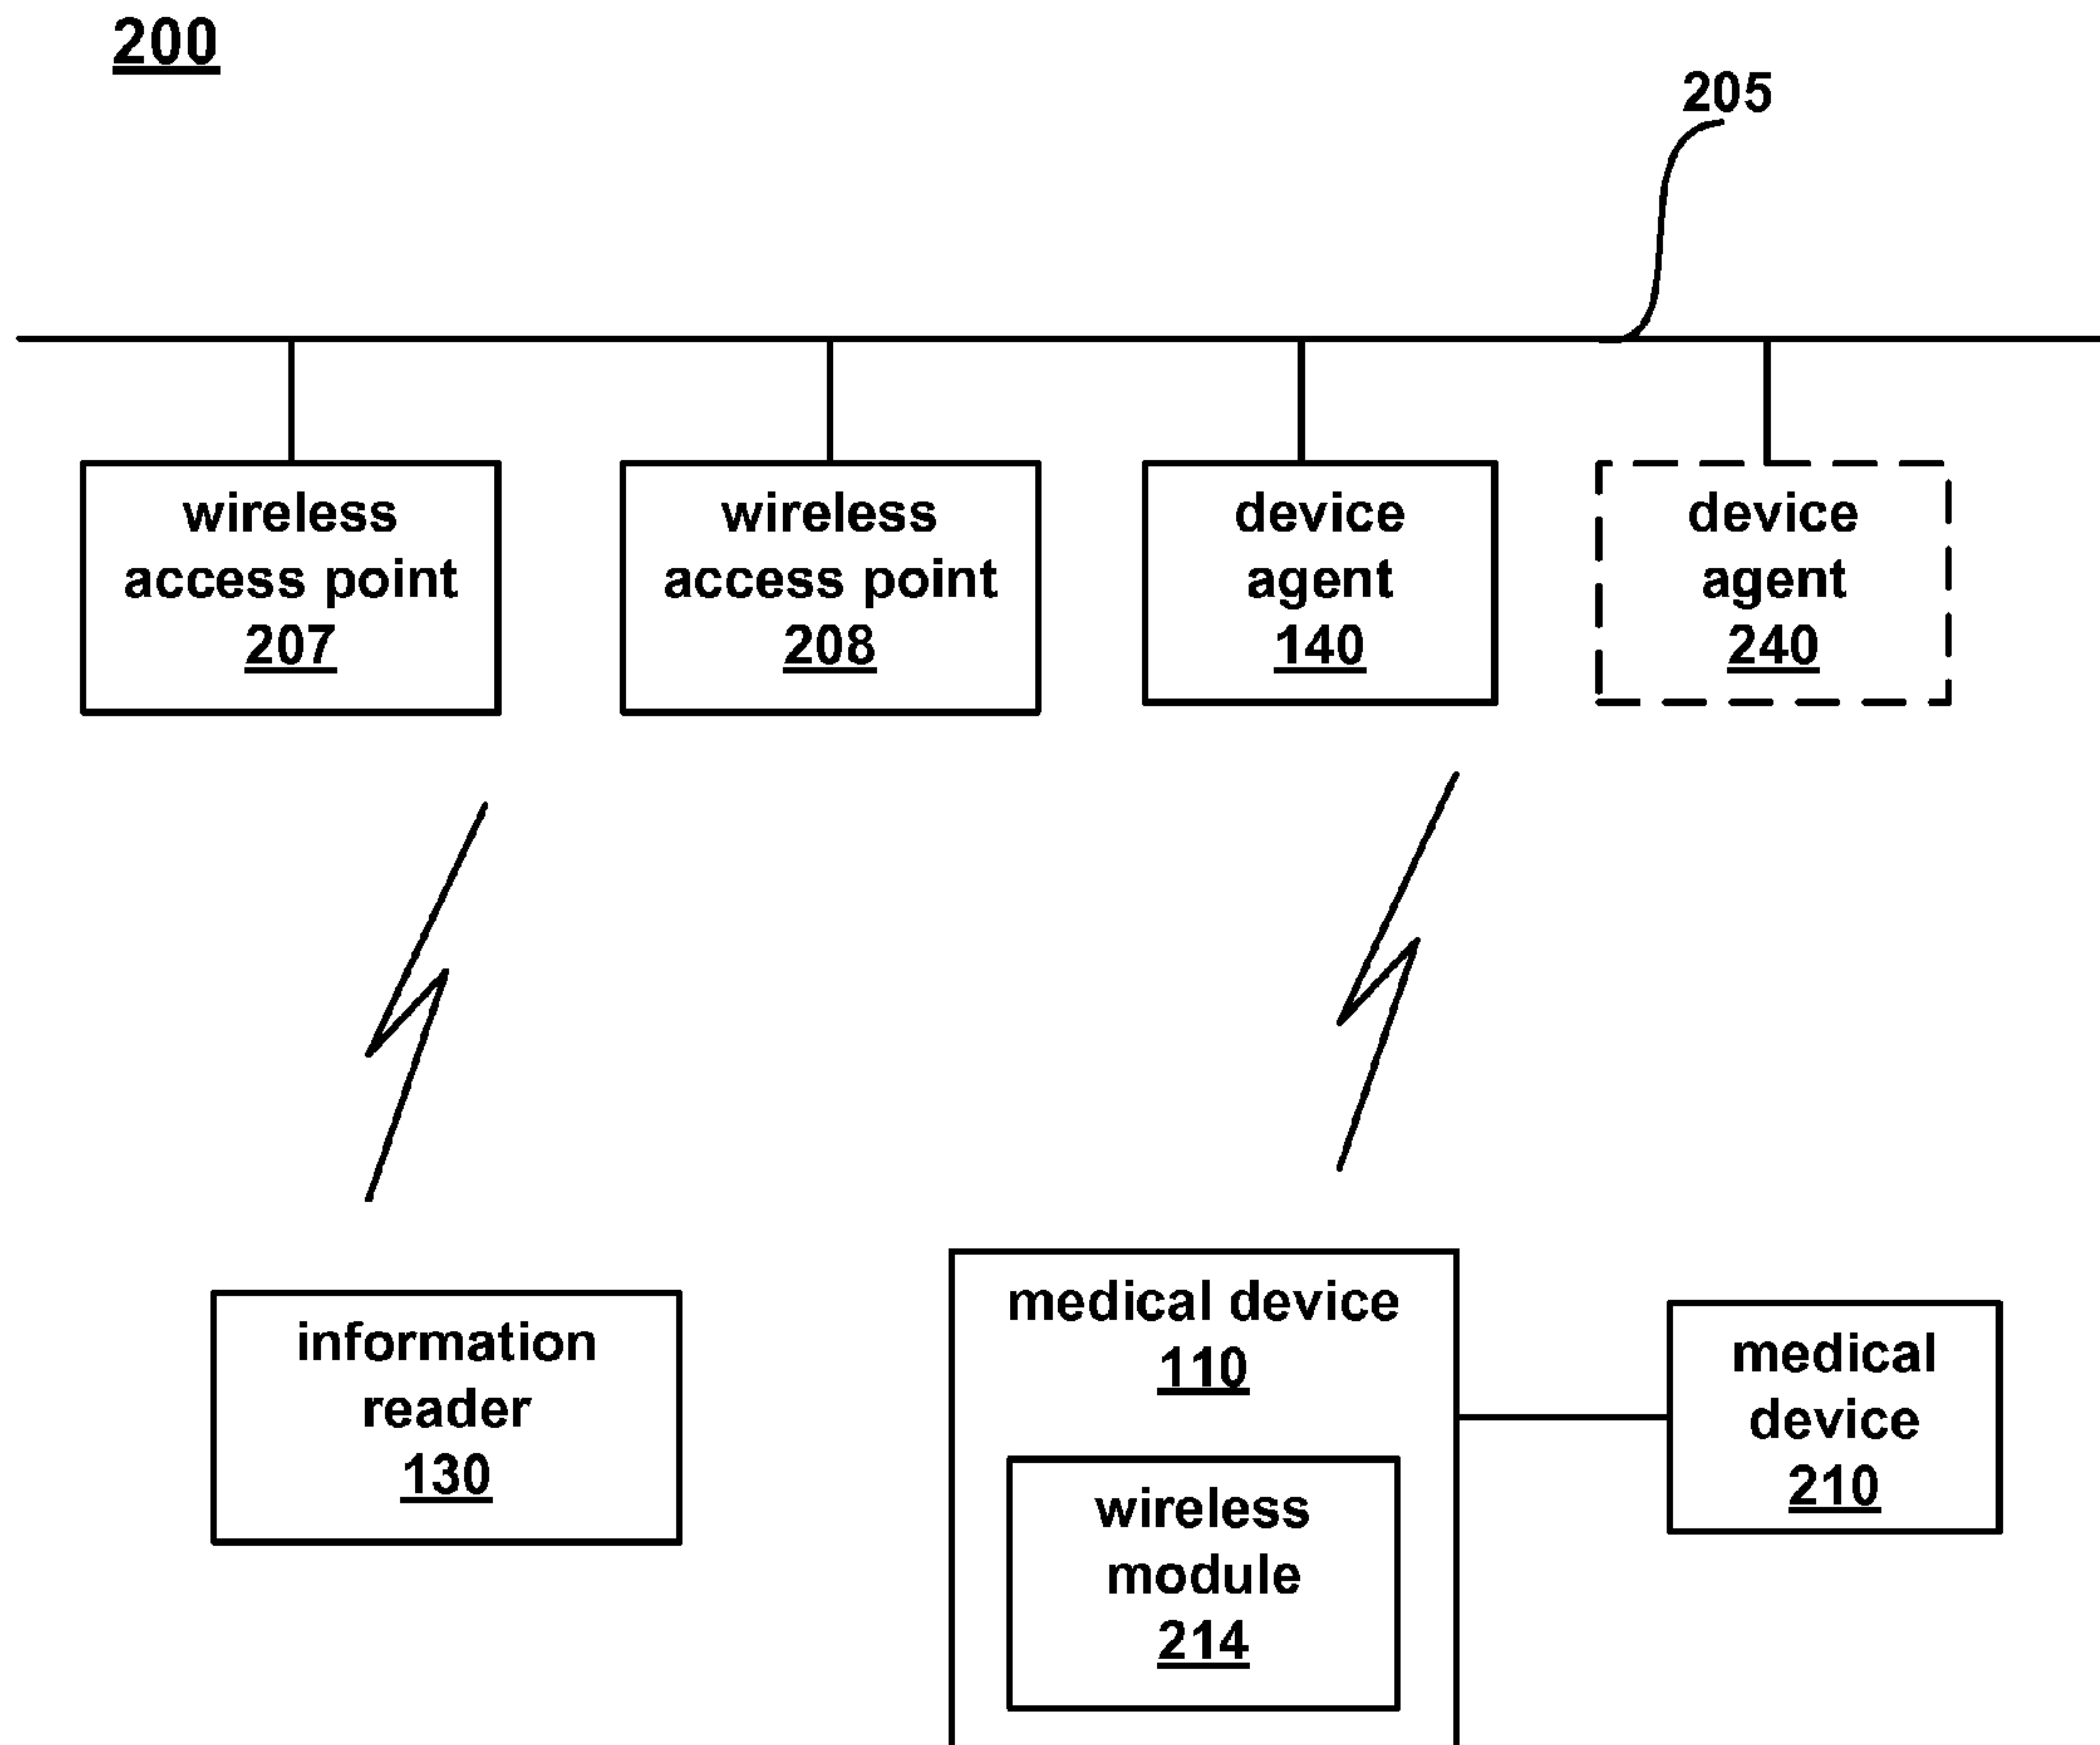 200
205
wireless
access point
207
wireless
access point
208
device
agent
140
device
agent
240
information
reader
130
medical device
110
wireless
module
214
medical
device
210